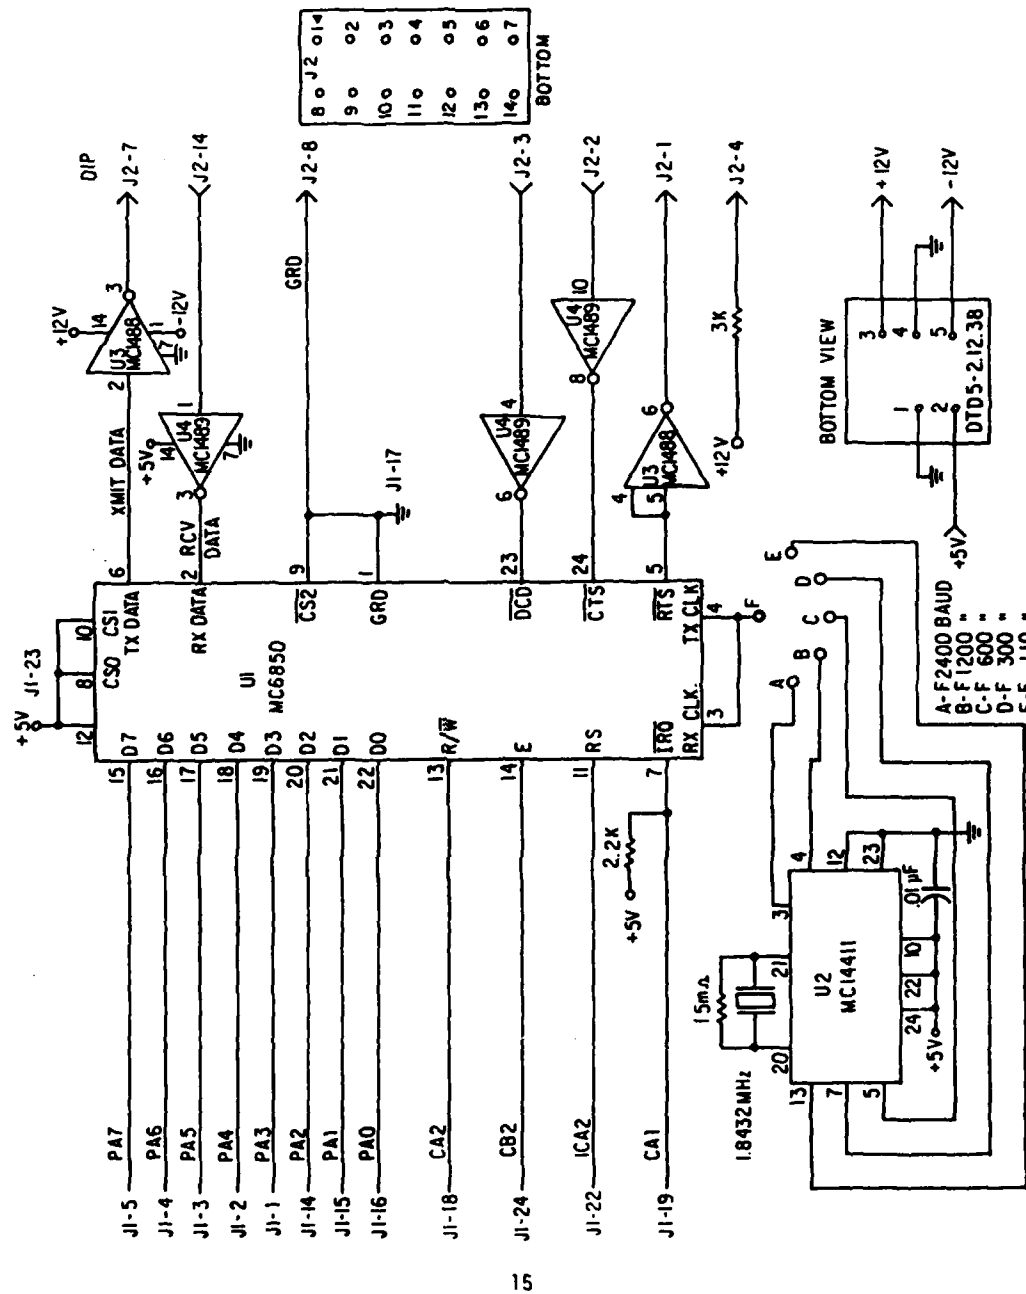 DIP
J2-7
J2-14
J2-8
J2-3
J2-2
J2-1
J2-4
8 J2 1
9 2
10 3
11 4
12 5
13 6
14 7
BOTTOM
+12V
14
3
U3
MC1488
2
7
1
-12V
XMIT DATA
+5V
14
1
U4
MC1489
7
3
RCV
DATA
GRD
J1-17
4
U4
MC1489
6
10
U4
MC1489
8
4
5
U3
MC1488
6
+12V
3K
+5V
J1-23
12
8
10
CS0
CS1
6 TX DATA
2 RX DATA
9 CS2
1 GRD
23 DCD
24 CTS
5 RTS
4 TX CLK
3 RX CLK.
U1
MC6850
J1-5 PA7 15 D7
J1-4 PA6 16 D6
J1-3 PA5 17 D5
J1-2 PA4 18 D4
J1-1 PA3 19 D3
J1-14 PA2 20 D2
J1-15 PA1 21 D1
J1-16 PA0 22 D0
J1-18 CA2 13 R/W
J1-24 CB2 14 E
J1-22 ICA2 11 RS
J1-19 CA1 7 IRQ
+5V
2.2K
F
A
B
C
D
E
A-F 2400 BAUD
B-F 1200 "
C-F 600 "
D-F 300 "
1.8432MHz
15mΩ
20
21
3
4
12
23
13
7
5
24
22
10
U2
MC14411
+5V
.01µF
BOTTOM VIEW
1
2
3
4
5
DTD5-2.12.38
+5V
+12V
-12V
15